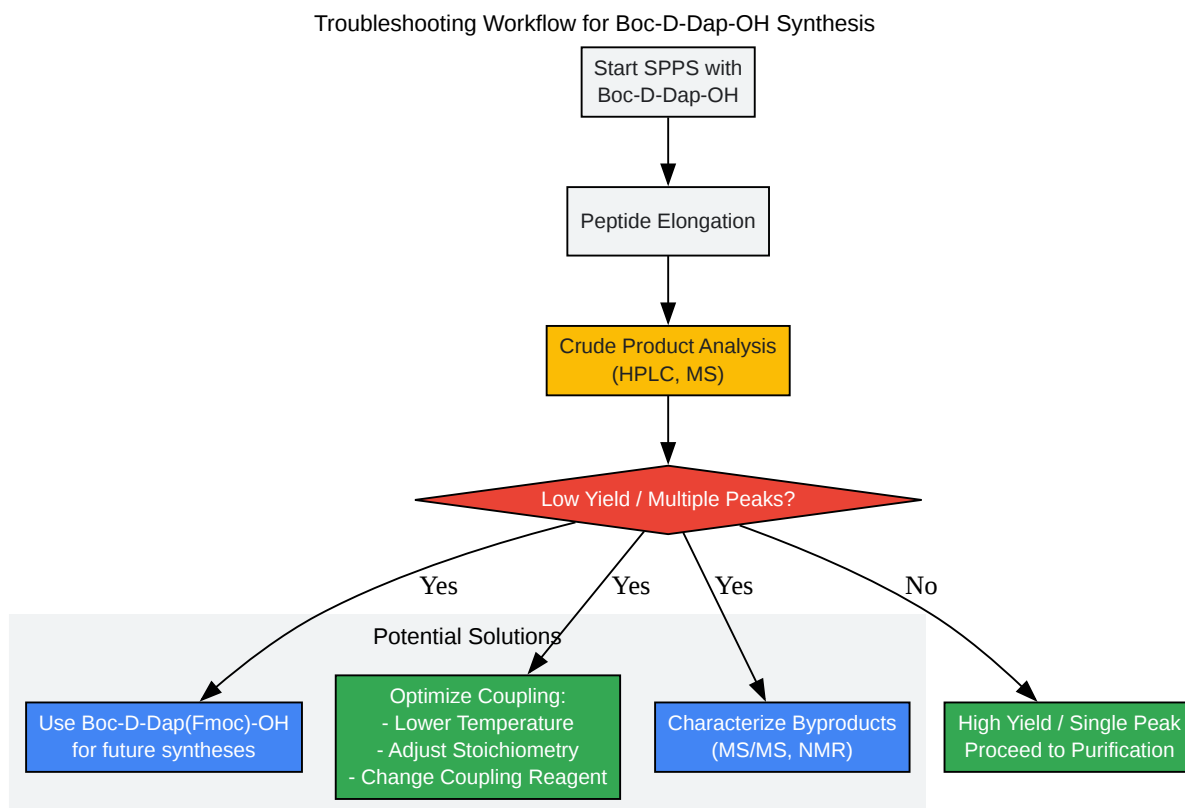 Troubleshooting Workflow for Boc-D-Dap-OH Synthesis
Start SPPS with
Boc-D-Dap-OH
Peptide Elongation
Crude Product Analysis
(HPLC, MS)
Low Yield / Multiple Peaks?
Yes
Yes
Yes
No
Potential Solutions
Use Boc-D-Dap(Fmoc)-OH
for future syntheses
Optimize Coupling:
- Lower Temperature
- Adjust Stoichiometry
- Change Coupling Reagent
Characterize Byproducts
(MS/MS, NMR)
High Yield / Single Peak
Proceed to Purification